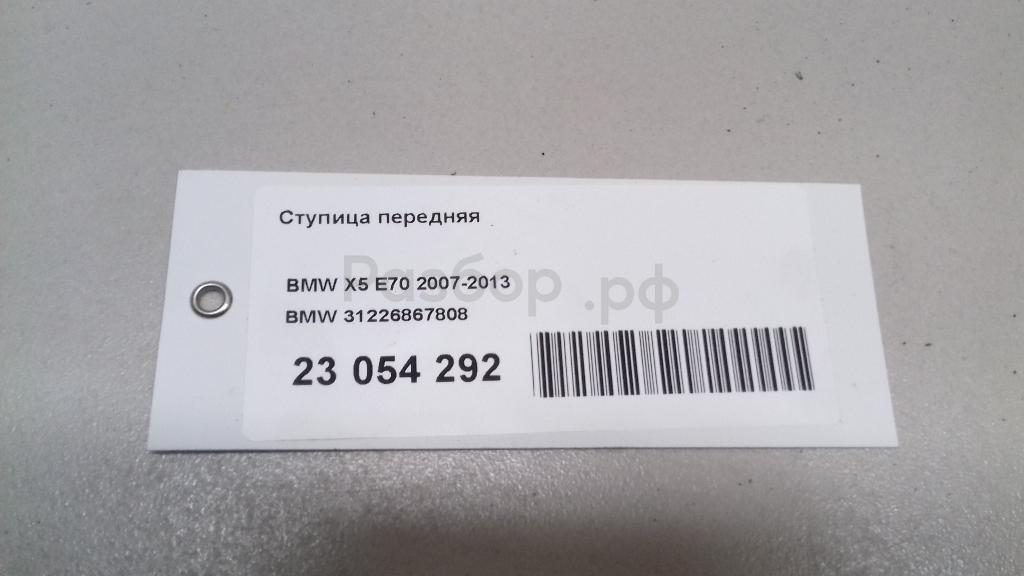 Ступица передняя
BMW X5 E70 2007-2013
Разбор.рф
BMW 31226867808
23 054 292